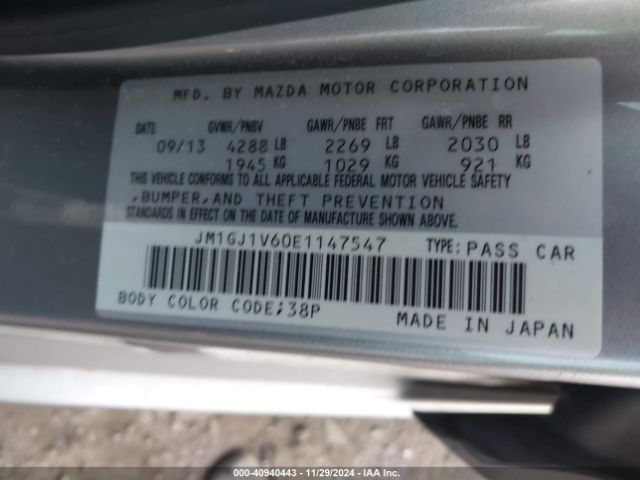 MFD. BY MAZDA MOTOR CORPORATION
DATE GVWR/PNBV GAWR/PNBE FRT GAWR/PNBE RR
09/13 4288 LB 2269 LB 2030 LB
1945 KG 1029 KG 921 KG
THIS VEHICLE CONFORMS TO ALL APPLICABLE FEDERAL MOTOR VEHICLE SAFETY
,BUMPER,AND THEFT PREVENTION
STANDARDS IN EFFECT ON THE DATE OF MANUFACTURE SHOWN ABOVE.
JM1GJ1V60E1147547 TYPE: PASS CAR
BODY COLOR CODE:38P
MADE IN JAPAN
000-40940443 - 11/29/2024 - IAA Inc.